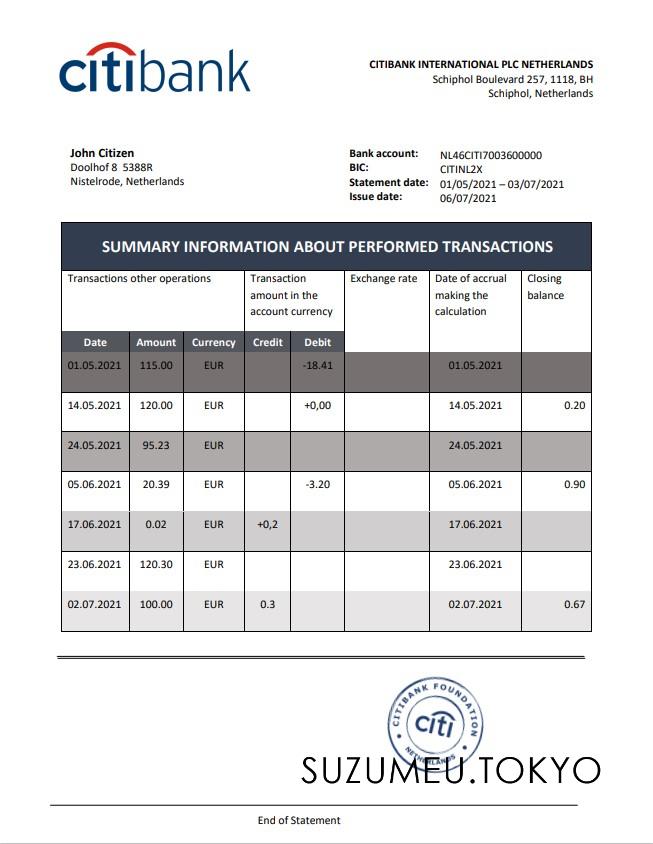 citibank
CITIBANK INTERNATIONAL PLC NETHERLANDS
Schiphol Boulevard 257, 1118, BH
Schiphol, Netherlands
John Citizen
Doolhof 8 5388R
Nistelrode, Netherlands
Bank account: NL46CITI7003600000
BIC: CITINL2X
Statement date: 01/05/2021 – 03/07/2021
Issue date: 06/07/2021
SUMMARY INFORMATION ABOUT PERFORMED TRANSACTIONS
Transactions other operations
Transaction
amount in the
account currency
Exchange rate
Date of accrual
making the
calculation
Closing
balance
Date Amount Currency Credit Debit
01.05.2021 115.00 EUR -18.41 01.05.2021
14.05.2021 120.00 EUR +0,00 14.05.2021 0.20
24.05.2021 95.23 EUR 24.05.2021
05.06.2021 20.39 EUR -3.20 05.06.2021 0.90
17.06.2021 0.02 EUR +0,2 17.06.2021
23.06.2021 120.30 EUR 23.06.2021
02.07.2021 100.00 EUR 0.3 02.07.2021 0.67
CITIBANK FOUNDATION
citi
NETHERLANDS
SUZUMEU.TOKYO
End of Statement